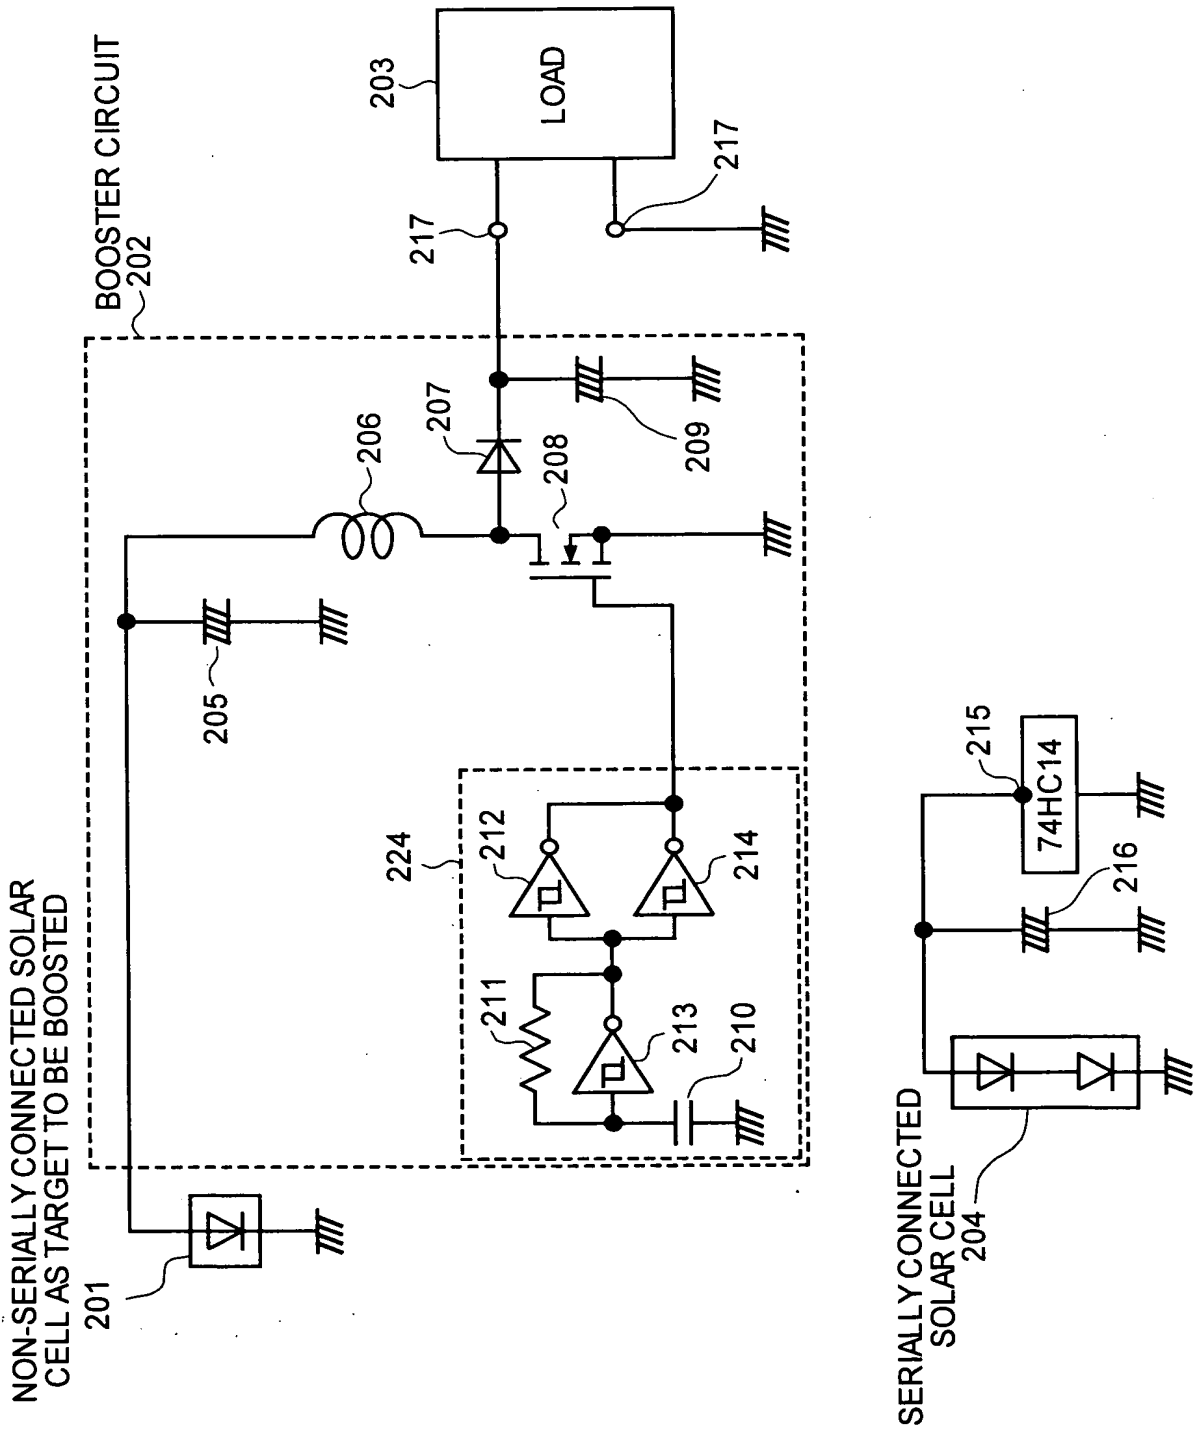 NON-SERIALLY CONNECTED SOLAR
CELL AS TARGET TO BE BOOSTED
201
BOOSTER CIRCUIT
202
203
LOAD
217
217
205
206
207
208
209
224
211
212
213
214
210
SERIALLY CONNECTED
SOLAR CELL
204
215
74HC14
216